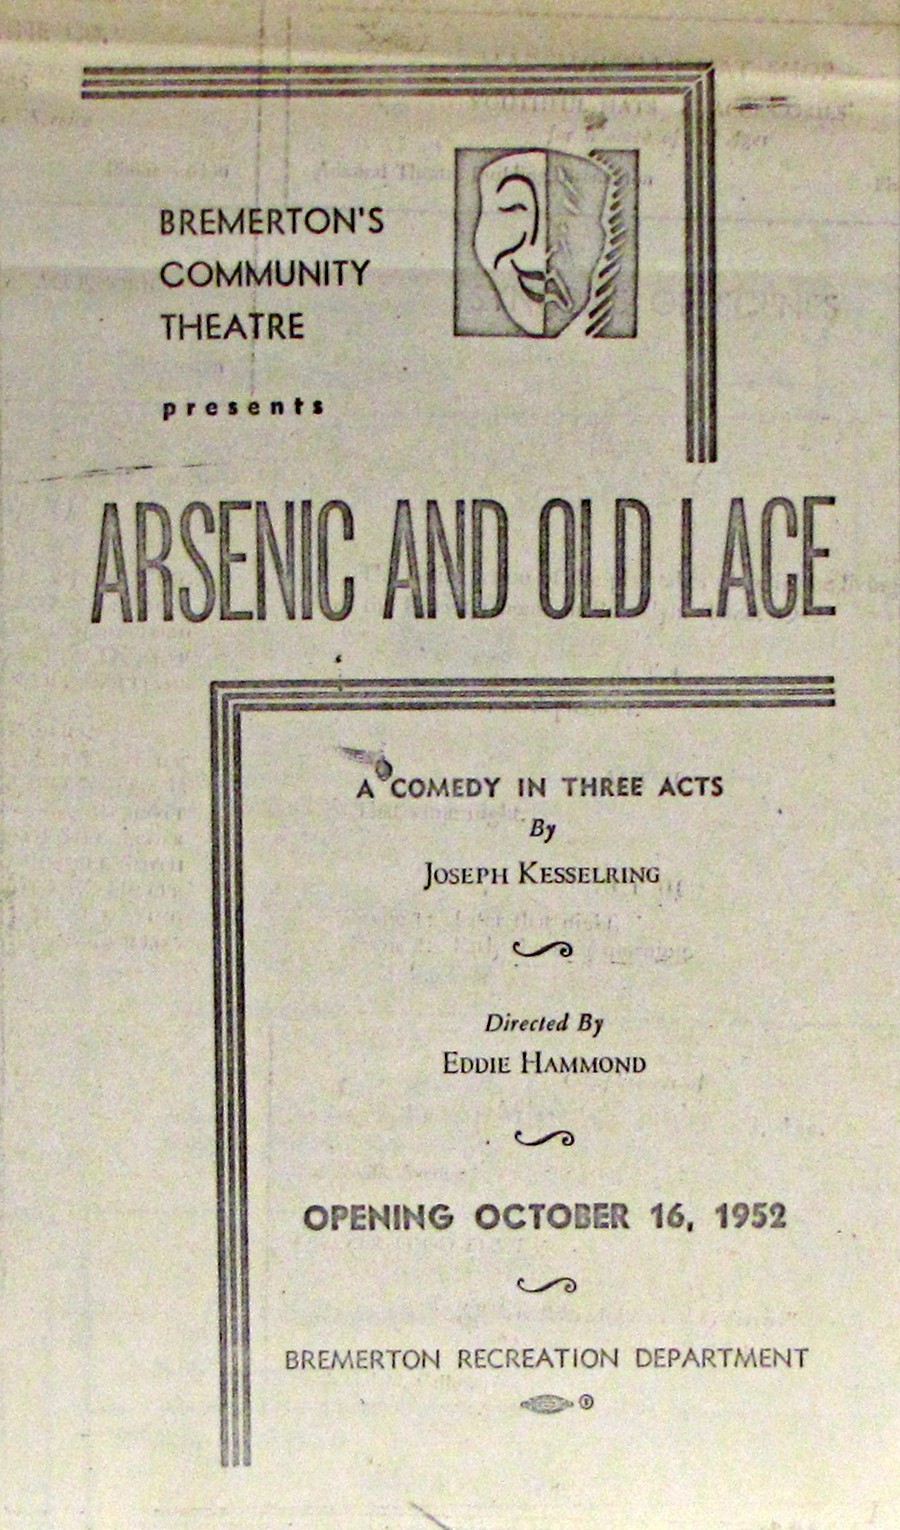 BREMERTON'S
COMMUNITY
THEATRE
presents
ARSENIC AND OLD LACE
A COMEDY IN THREE ACTS
By
JOSEPH KESSELRING
Directed By
EDDIE HAMMOND
OPENING OCTOBER 16, 1952
BREMERTON RECREATION DEPARTMENT